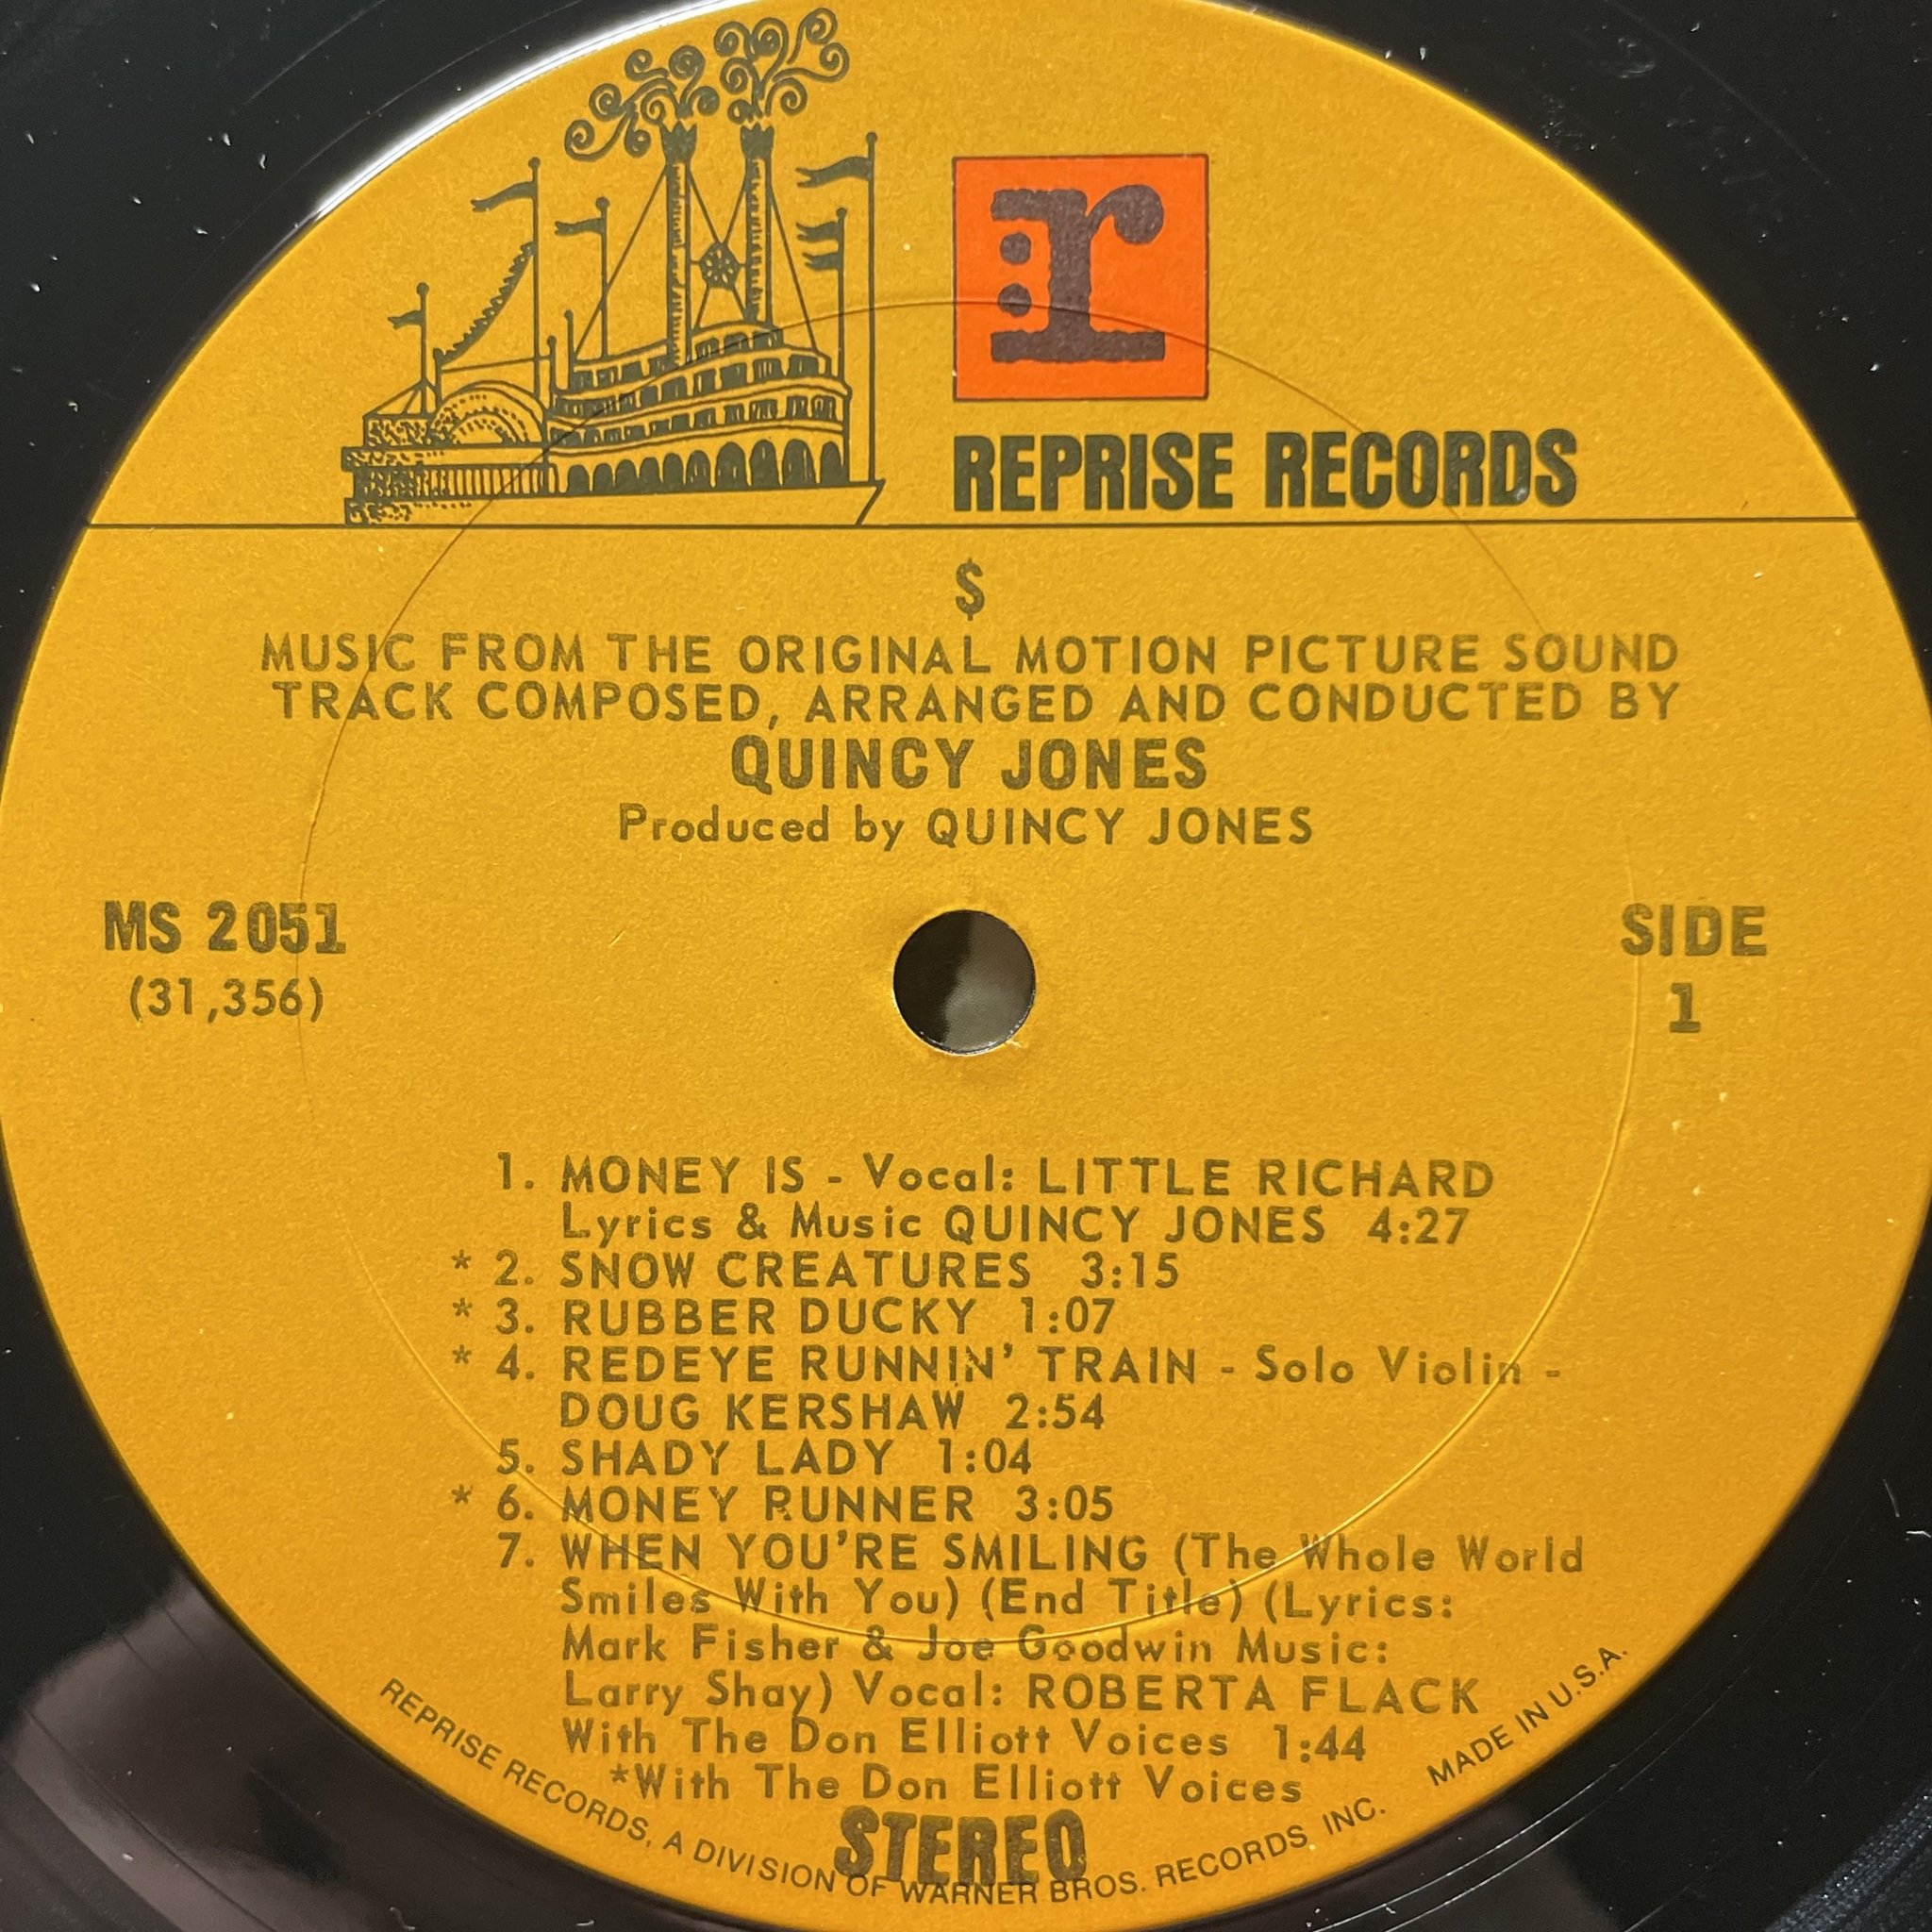 r:
REPRISE RECORDS
$
MUSIC FROM THE ORIGINAL MOTION PICTURE SOUND
TRACK COMPOSED, ARRANGED AND CONDUCTED BY
QUINCY JONES
Produced by QUINCY JONES
MS 2051
(31,356)
SIDE
1
1. MONEY IS - Vocal: LITTLE RICHARD
Lyrics & Music QUINCY JONES 4:27
* 2. SNOW CREATURES 3:15
* 3. RUBBER DUCKY 1:07
* 4. REDEYE RUNNIN' TRAIN - Solo Violin -
DOUG KERSHAW 2:54
5. SHADY LADY 1:04
* 6. MONEY RUNNER 3:05
7. WHEN YOU'RE SMILING (The Whole World
Smiles With You) (End Title) (Lyrics:
Mark Fisher & Joe Goodwin Music:
Larry Shay) Vocal: ROBERTA FLACK
With The Don Elliott Voices 1:44
*With The Don Elliott Voices
STEREO
REPRISE RECORDS, A DIVISION OF WARNER BROS. RECORDS, INC. MADE IN U.S.A.